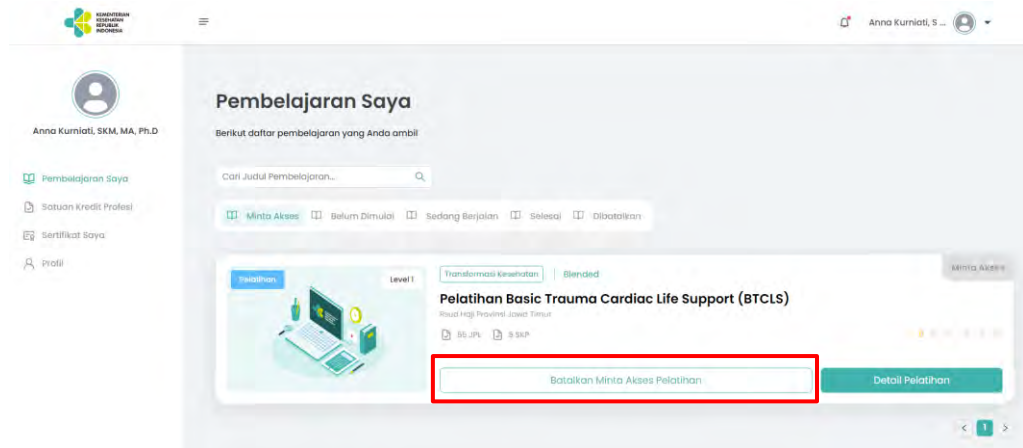 KEMENTERIAN
KESEHATAN
REPUBLIK
INDONESIA
Anna Kurniati, S ...
Anna Kurniati, SKM, MA, Ph.D
Pembelajaran Saya
Satuan Kredit Profesi
Sertifikat Saya
Profil
Pembelajaran Saya
Berikut daftar pembelajaran yang Anda ambil
Cari Judul Pembelajaran...
Minta Akses Belum Dimulai Sedang Berjalan Selesai Dibatalkan
Pelatihan Level 1
Transformasi Kesehatan Blended
Minta Akses
Pelatihan Basic Trauma Cardiac Life Support (BTCLS)
Rsud Haji Provinsi Jawa Timur
55 JPL 9 SKP
Batalkan Minta Akses Pelatihan
Detail Pelatihan
< 1 >